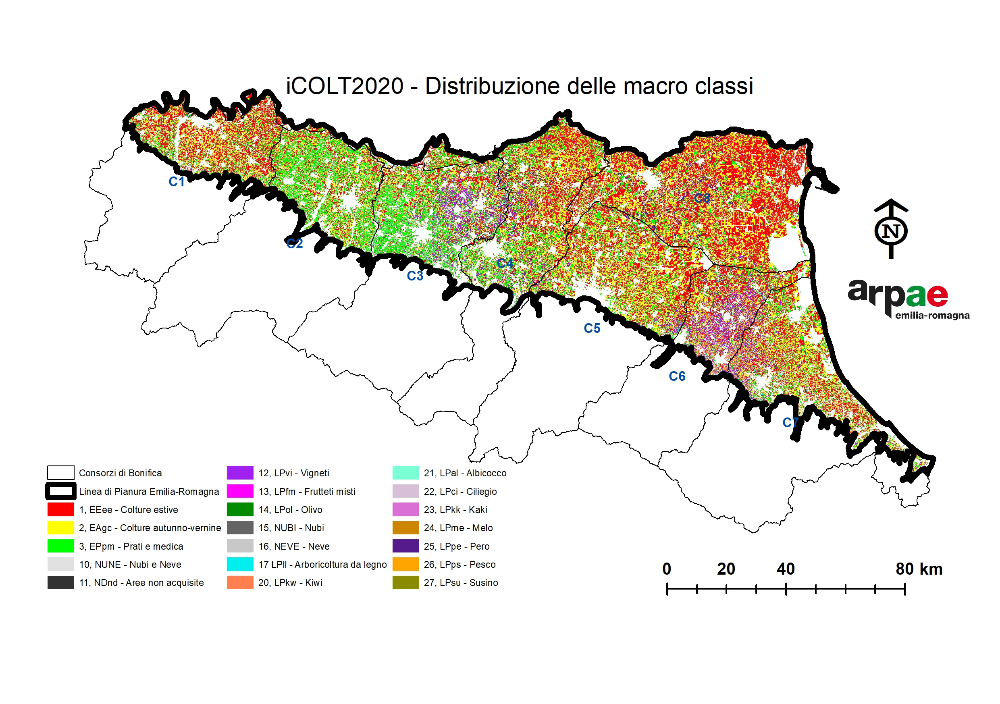 iCOLT2020 - Distribuzione delle macro classi
C1
C2
C3
C4
C5
C6
C7
C8
N
arpae
emilia-romagna
Consorzi di Bonifica
Linea di Pianura Emilia-Romagna
1, EEee - Colture estive
2, EAgc - Colture autunno-vernine
3, EPpm - Prati e medica
10, NUNE - Nubi e Neve
11, NDnd - Aree non acquisite
12, LPvi - Vigneti
13, LPfm - Frutteti misti
14, LPol - Olivo
15, NUBI - Nubi
16, NEVE - Neve
17 LPll - Arboricoltura da legno
20, LPkw - Kiwi
21, LPal - Albicocco
22, LPci - Ciliegio
23, LPkk - Kaki
24, LPme - Melo
25, LPpe - Pero
26, LPps - Pesco
27, LPsu - Susino
0 20 40 80 km